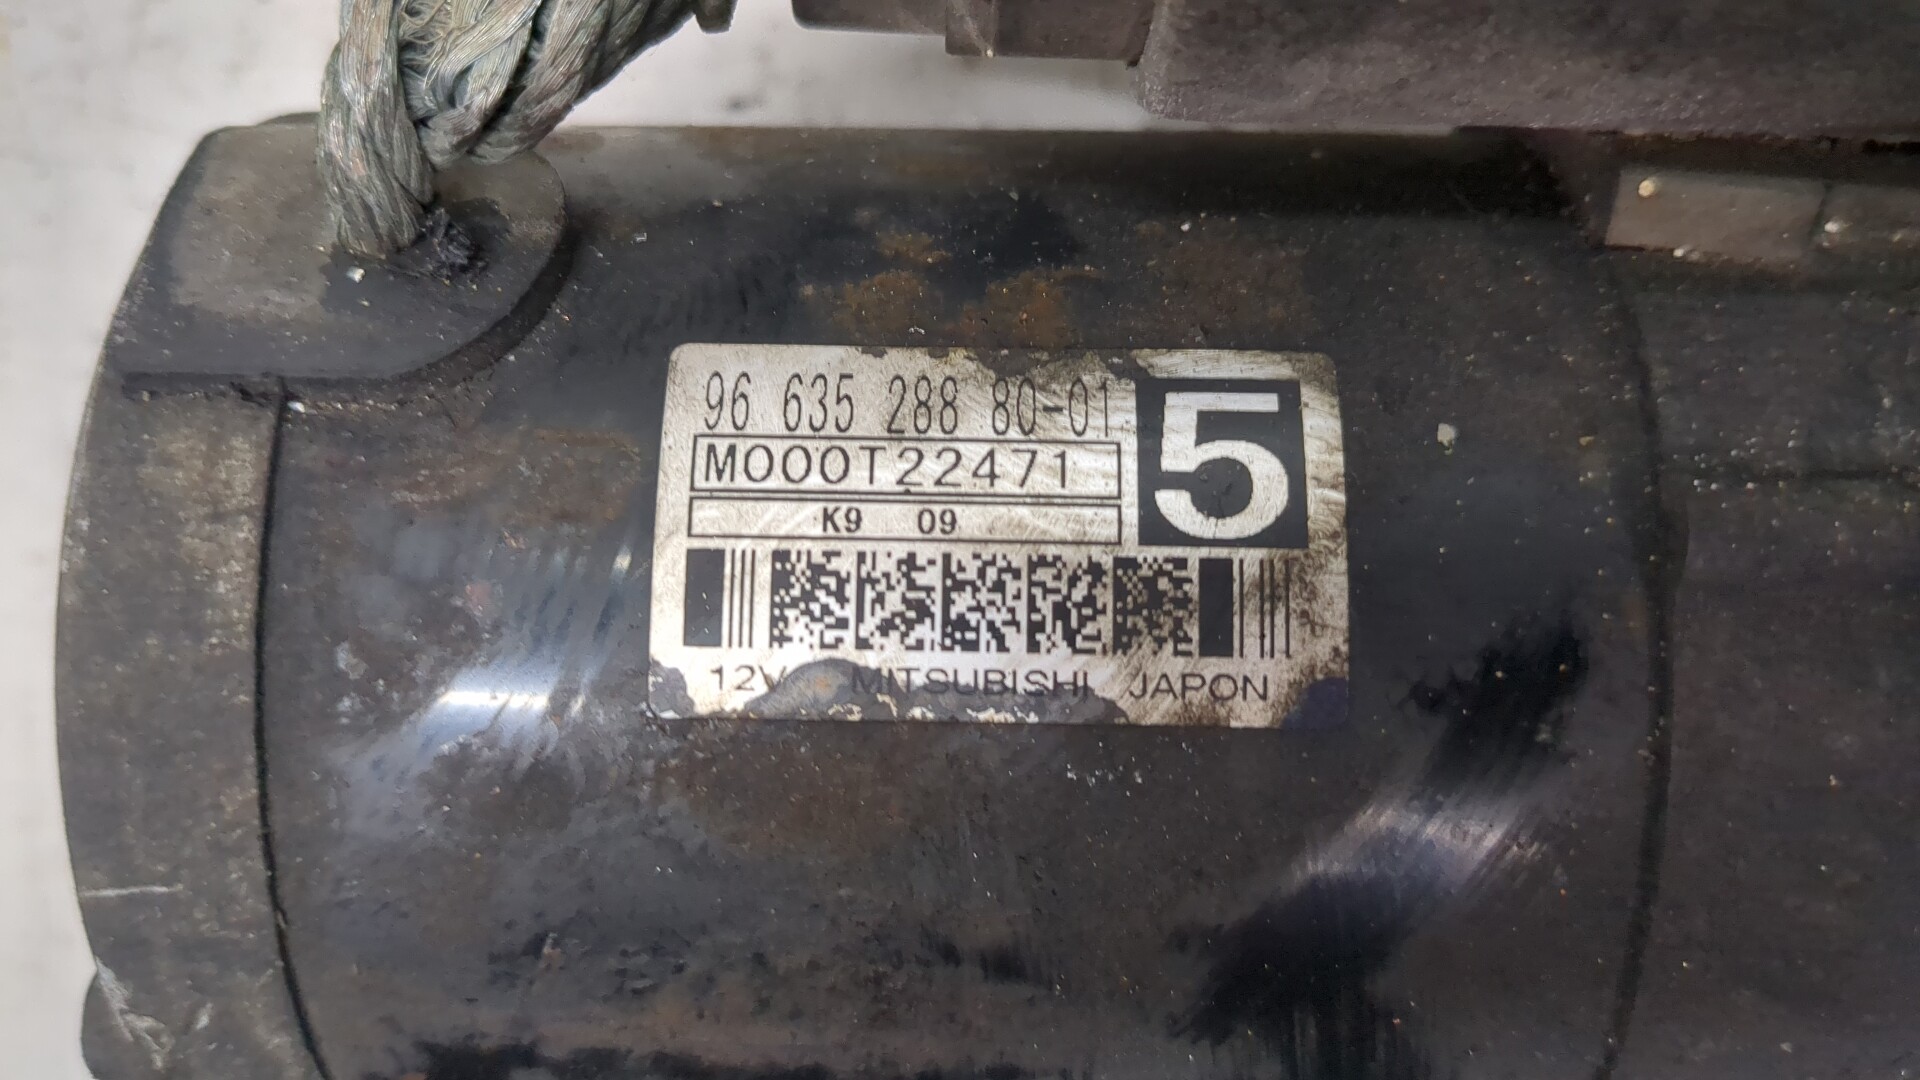 96 635 288 80-01
5
M000T22471
K9 09
12V MITSUBISHI JAPON